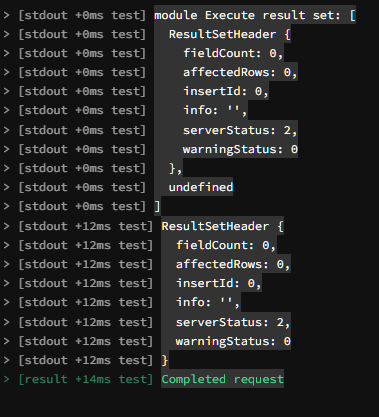 > [stdout +0ms test] module Execute result set: [
> [stdout +0ms test]   ResultSetHeader {
> [stdout +0ms test]     fieldCount: 0,
> [stdout +0ms test]     affectedRows: 0,
> [stdout +0ms test]     insertId: 0,
> [stdout +0ms test]     info: '',
> [stdout +0ms test]     serverStatus: 2,
> [stdout +0ms test]     warningStatus: 0
> [stdout +0ms test]   },
> [stdout +0ms test]   undefined
> [stdout +0ms test] ]
> [stdout +12ms test] ResultSetHeader {
> [stdout +12ms test]   fieldCount: 0,
> [stdout +12ms test]   affectedRows: 0,
> [stdout +12ms test]   insertId: 0,
> [stdout +12ms test]   info: '',
> [stdout +12ms test]   serverStatus: 2,
> [stdout +12ms test]   warningStatus: 0
> [stdout +12ms test] }
> [result +14ms test] Completed request